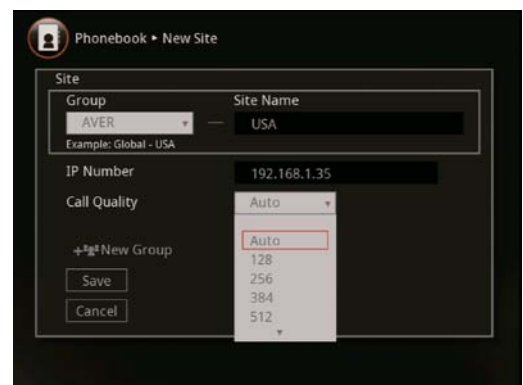 Phonebook ▸ New Site
Site
Group Site Name
AVER — USA
Example: Global - USA
IP Number 192.168.1.35
Call Quality Auto
Auto
128
256
384
512
New Group
Save
Cancel